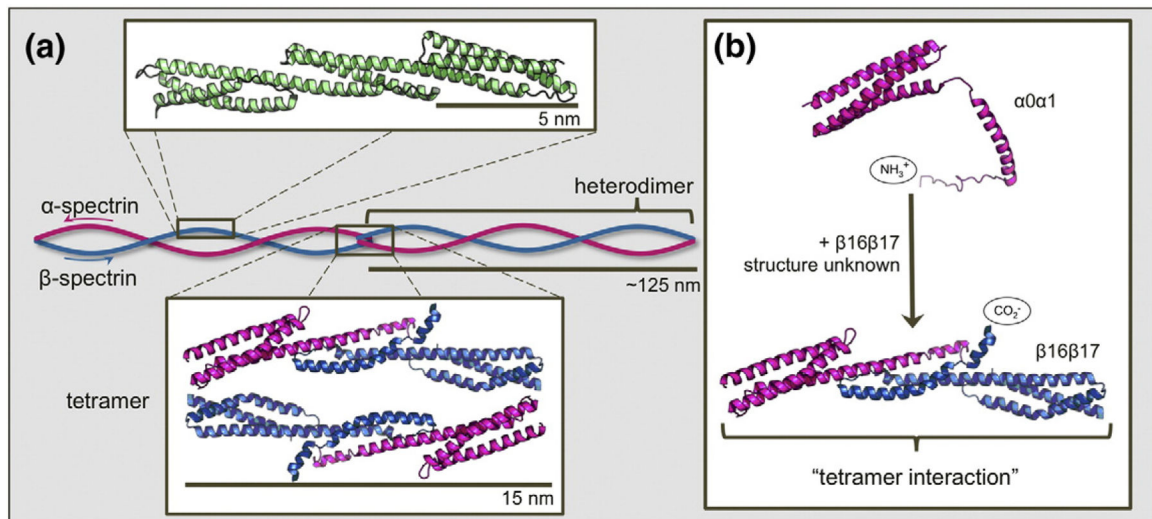 (a)
5 nm
heterodimer
α-spectrin
β-spectrin
~125 nm
tetramer
15 nm
(b)
α0α1
NH₃⁺
+ β16β17
structure unknown
CO₂⁻
β16β17
“tetramer interaction”